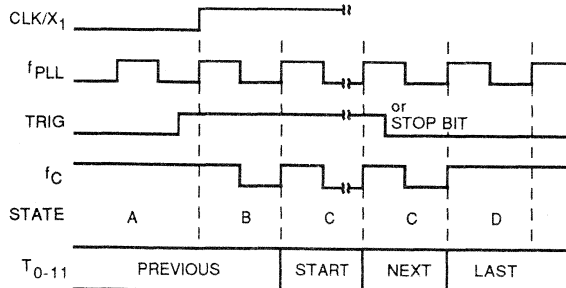 CLK/X1
fPLL
TRIG
or
STOP BIT
fC
STATE A B C C D
T0-11 PREVIOUS START NEXT LAST